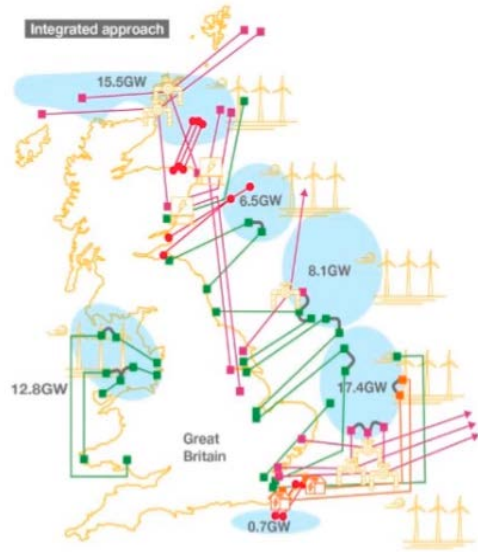 Integrated approach
15.5GW
6.5GW
8.1GW
12.8GW
17.4GW
Great
Britain
0.7GW